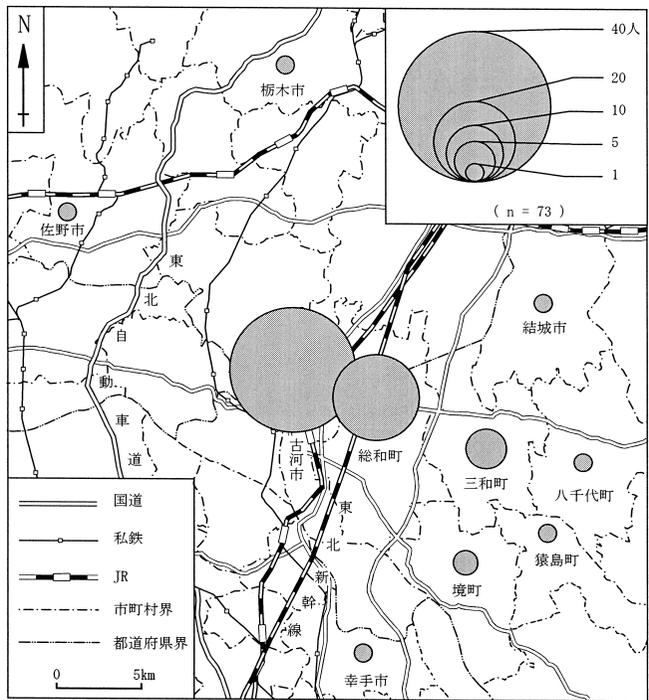 N
40人
20
10
5
1
( n = 73 )
栃木市
佐野市
東北自動車道
結城市
古河市
総和町
三和町
八千代町
猿島町
境町
東北新幹線
幸手市
国道
私鉄
JR
市町村界
都道府県界
0 5km